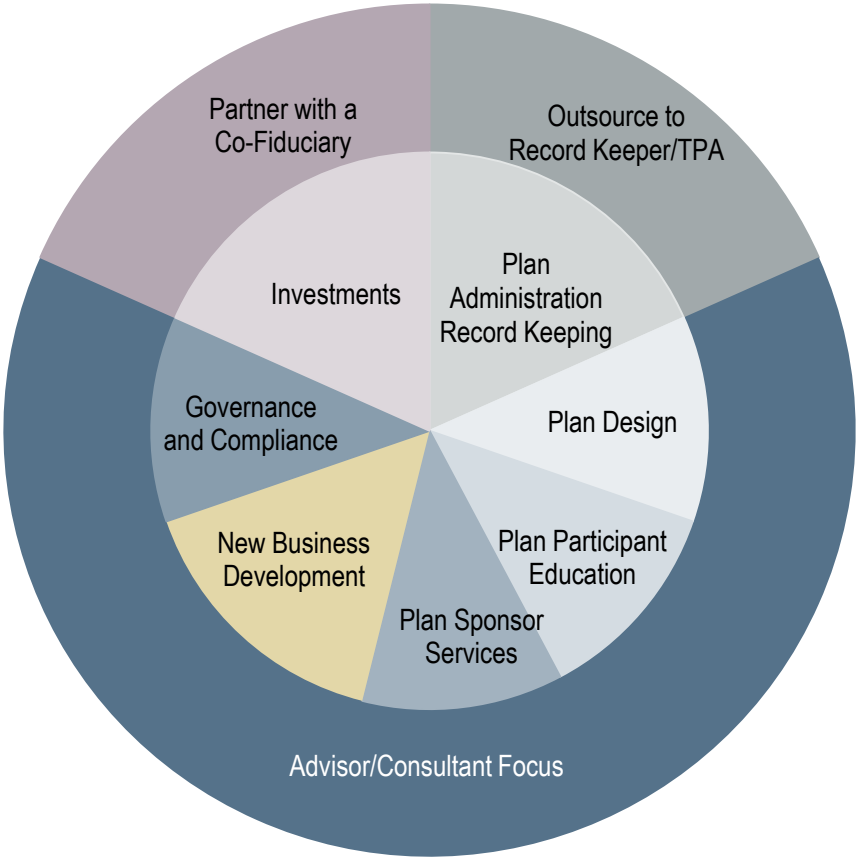 Partner with a
Co-Fiduciary
Outsource to
Record Keeper/TPA
Investments
Plan
Administration
Record Keeping
Governance
and Compliance
Plan Design
New Business
Development
Plan Participant
Education
Plan Sponsor
Services
Advisor/Consultant Focus